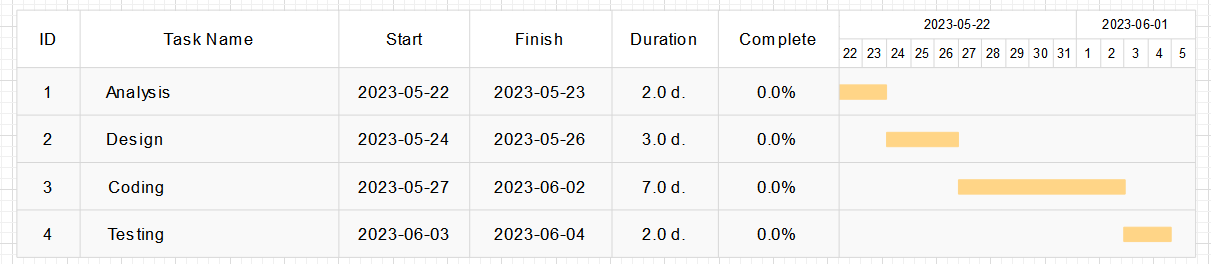 ID Task Name Start Finish Duration Complete 2023-05-22 2023-06-01
22 23 24 25 26 27 28 29 30 31 1 2 3 4 5
1 Analysis 2023-05-22 2023-05-23 2.0 d. 0.0%
2 Design 2023-05-24 2023-05-26 3.0 d. 0.0%
3 Coding 2023-05-27 2023-06-02 7.0 d. 0.0%
4 Testing 2023-06-03 2023-06-04 2.0 d. 0.0%